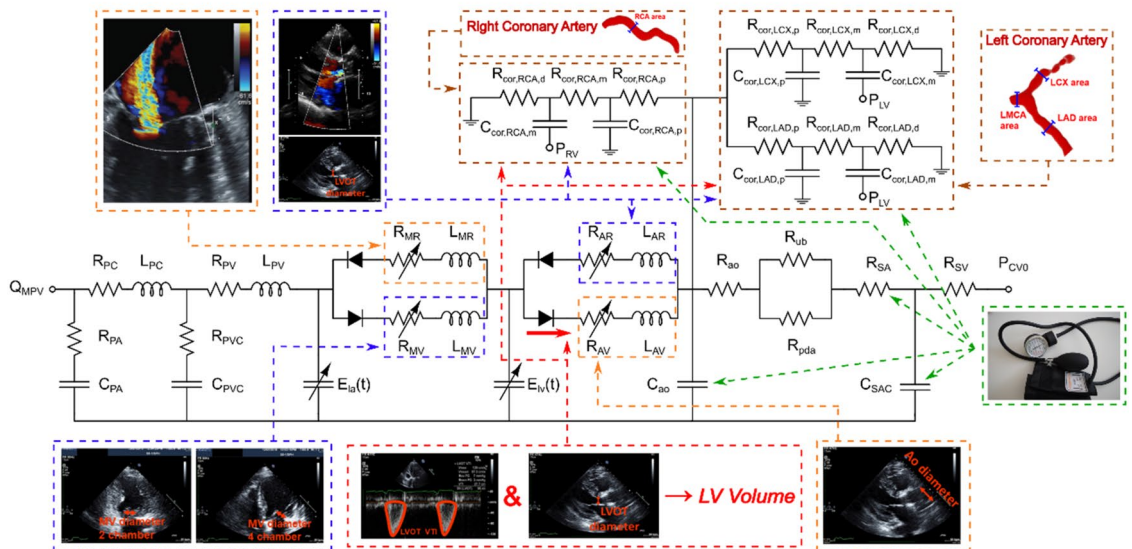 Right Coronary Artery
RCA area
R_cor,LCX,p R_cor,LCX,m R_cor,LCX,d
Left Coronary Artery
R_cor,RCA,d R_cor,RCA,m R_cor,RCA,p
C_cor,LCX,p C_cor,LCX,m
LCX area
P_LV
LMCA area
LAD area
C_cor,RCA,m C_cor,RCA,p
P_RV
R_cor,LAD,p R_cor,LAD,m R_cor,LAD,d
C_cor,LAD,p C_cor,LAD,m
P_LV
LVOT
diameter
R_MR L_MR
R_AR L_AR
R_ub
Q_MPV
R_PC L_PC R_PV L_PV
R_ao
R_SA R_SV P_CV0
R_PA R_PVC
R_MV L_MV
R_AV L_AV
R_pda
C_PA C_PVC E_la(t) E_lv(t) C_ao C_SAC
MV diameter
2 chamber
MV diameter
4 chamber
LVOT VTI
&
LVOT
diameter
→ LV Volume
Ao diameter